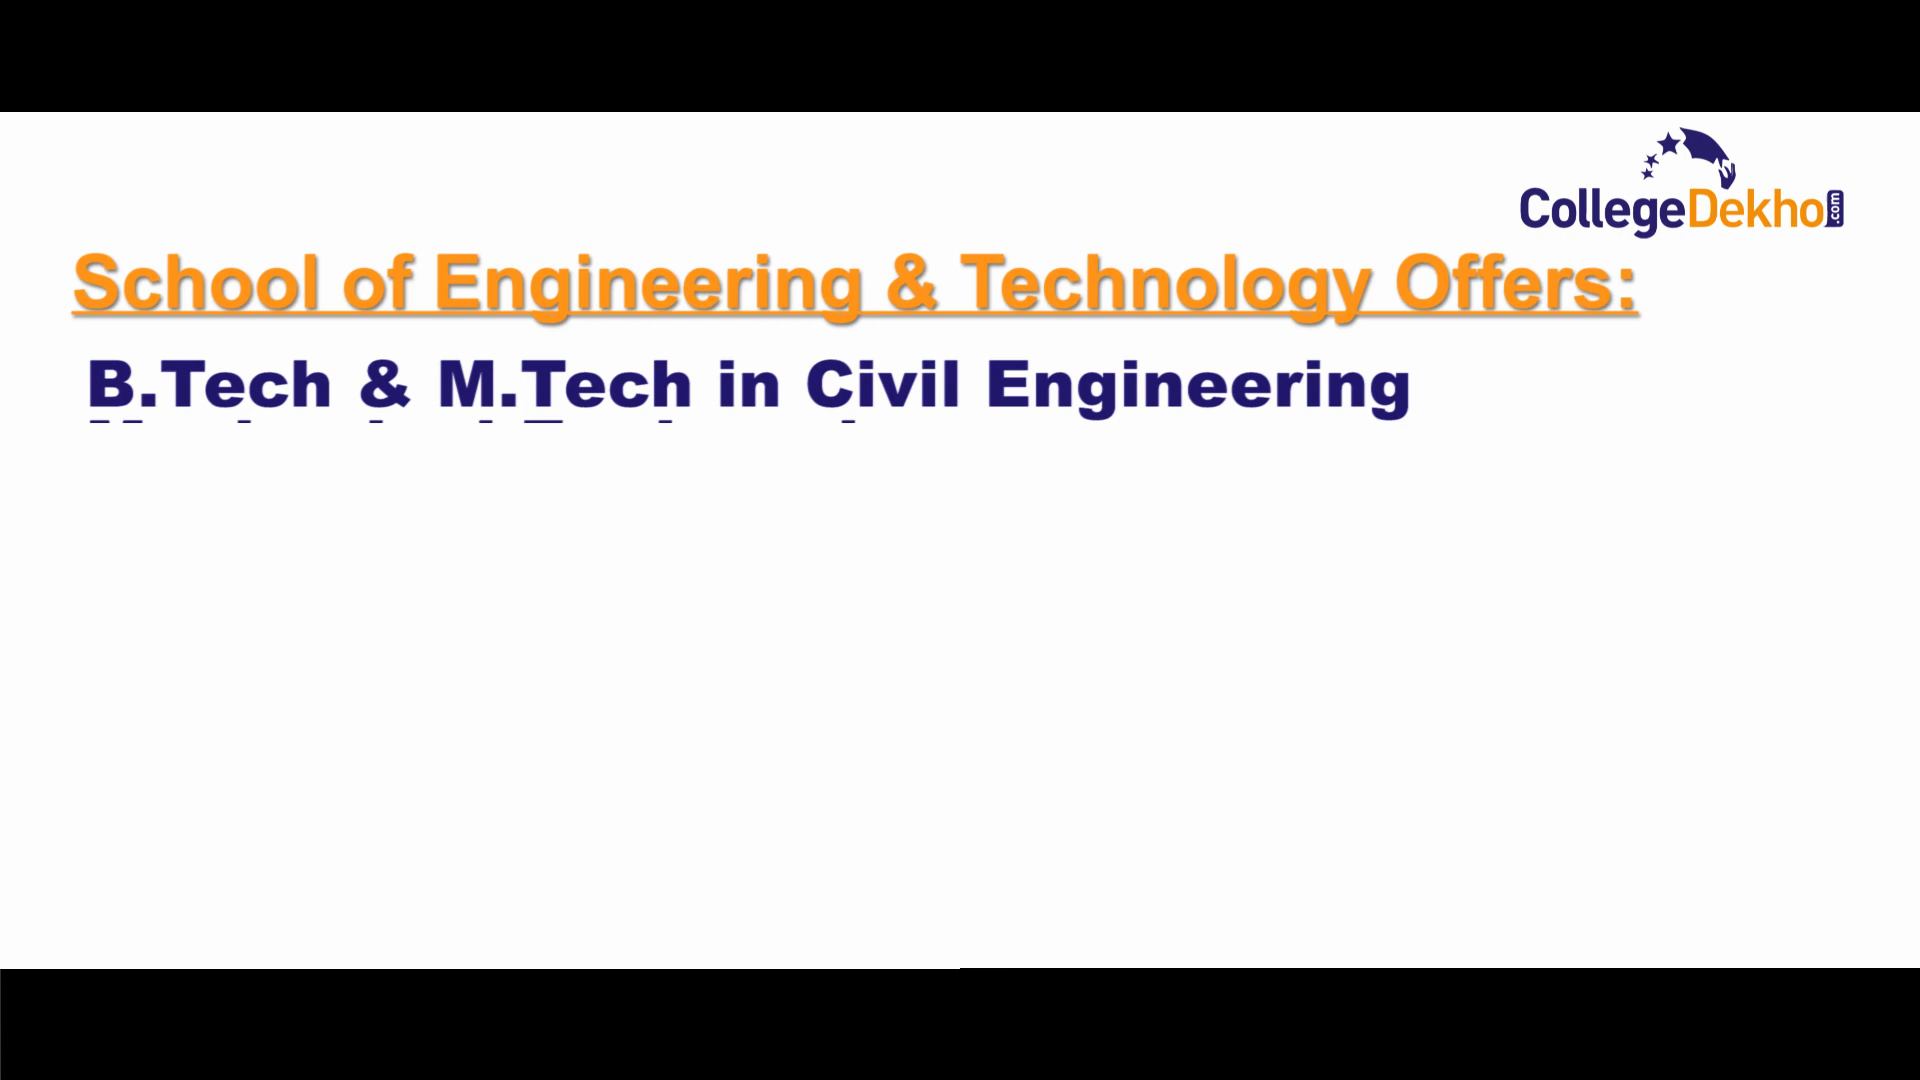 CollegeDekho.com
School of Engineering & Technology Offers:
B.Tech & M.Tech in Civil Engineering